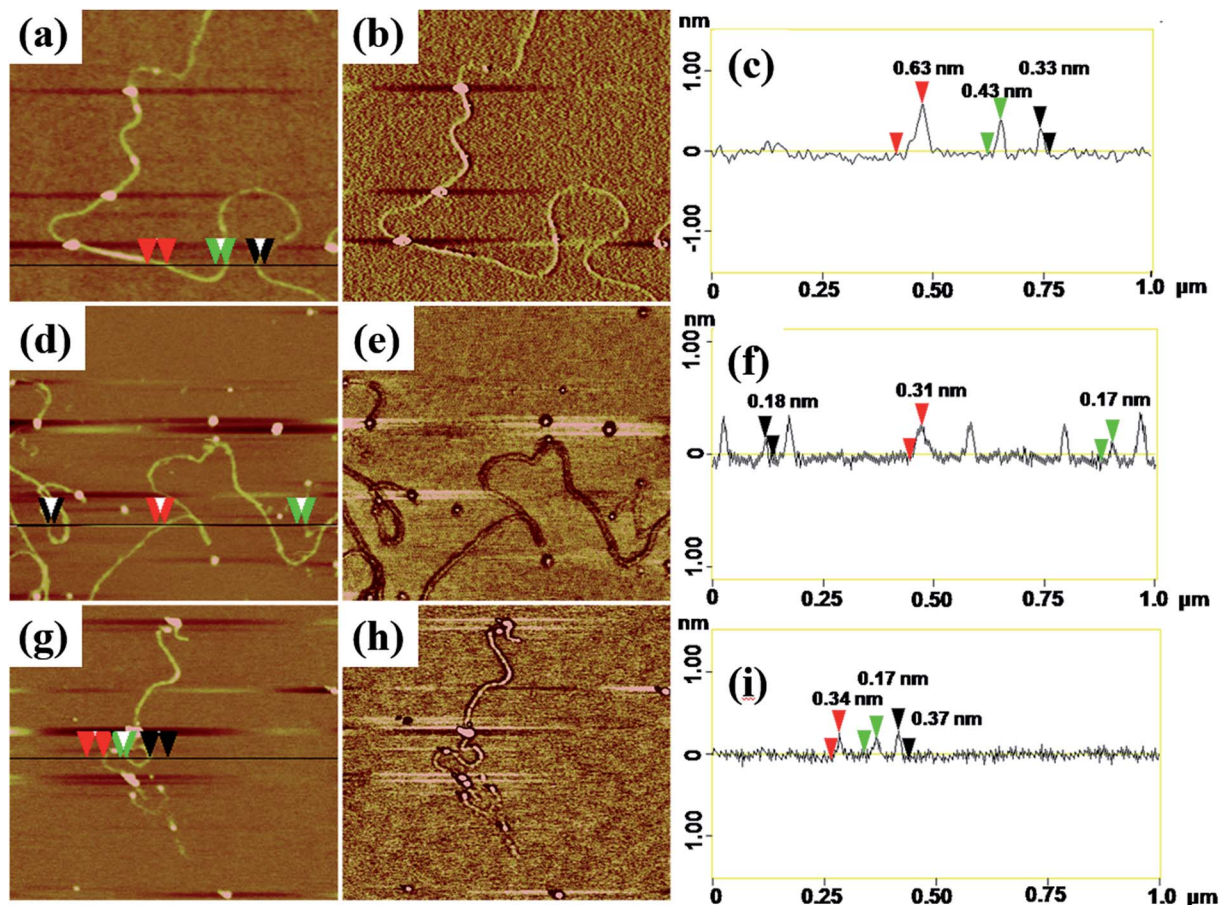 (a)
(b)
nm
(c)
0.63 nm
0.33 nm
0.43 nm
1.00
0
-1.00
0 0.25 0.50 0.75 1.0 µm
(d)
(e)
nm
(f)
0.18 nm
0.31 nm
0.17 nm
1.00
0
1.00
0 0.25 0.50 0.75 1.0 µm
(g)
(h)
nm
(i)
0.17 nm
0.34 nm
0.37 nm
1.00
0
1.00
0 0.25 0.50 0.75 1.0 µm